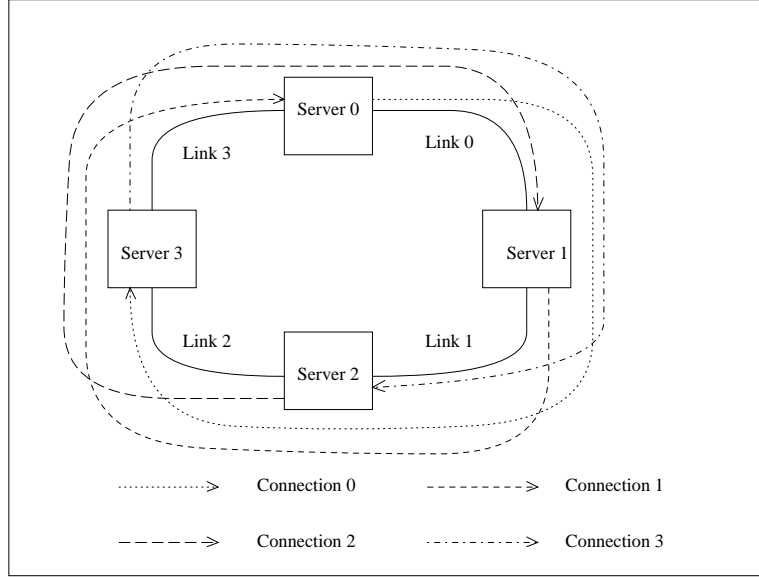 Server 0
Link 3
Link 0
Server 3
Server 1
Link 2
Link 1
Server 2
Connection 0
Connection 1
Connection 2
Connection 3